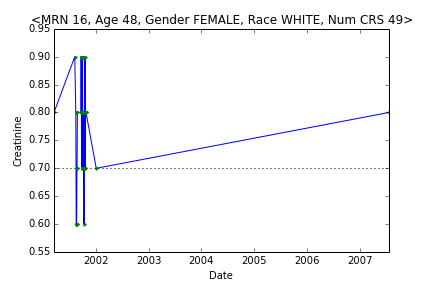 <MRN 16, Age 48, Gender FEMALE, Race WHITE, Num CRS 49>
0.95
0.90
0.85
0.80
0.75
0.70
0.65
0.60
0.55
Creatinine
2002 2003 2004 2005 2006 2007
Date